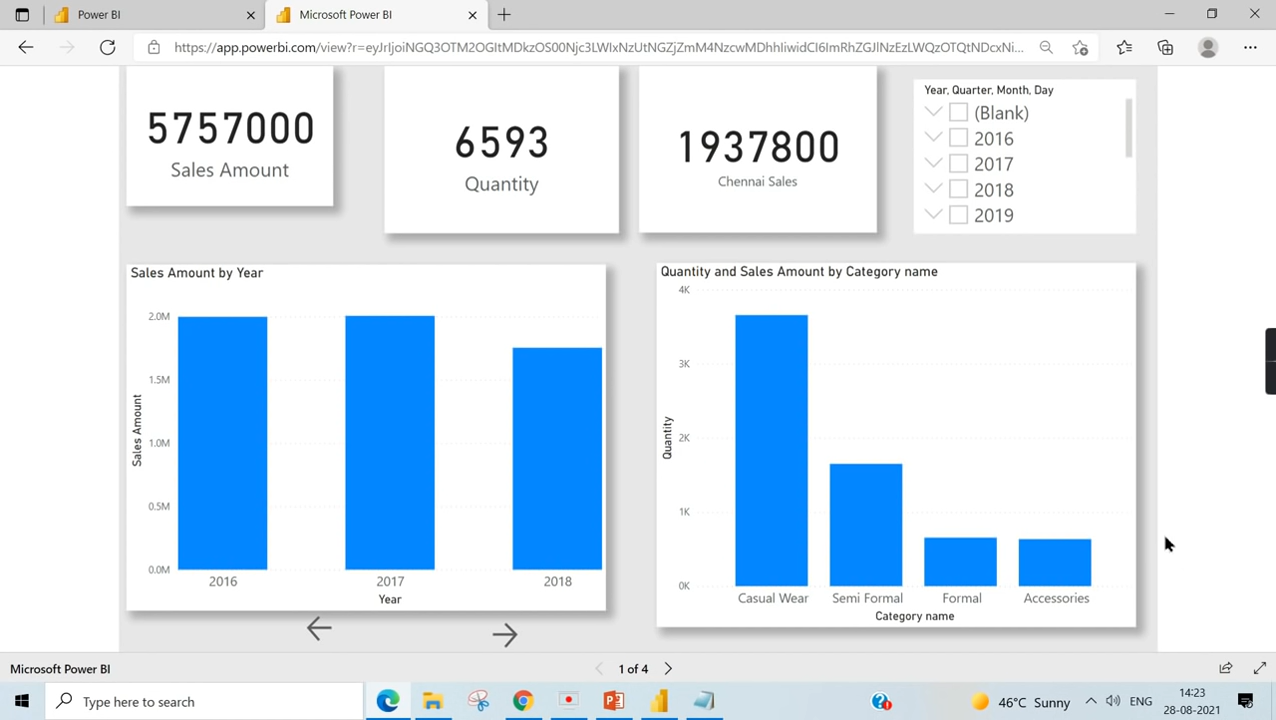 Power BI
Microsoft Power BI
https://app.powerbi.com/view?r=eyJrIjoiNGQ3OTM2OGItMDkzOS00Njc3LWIxNzUtNGZjZmM4NzcwMDhhIiwidCI6ImRhZGJlNzEzLWQzOTQtNDcxNi...
5757000
Sales Amount
6593
Quantity
1937800
Chennai Sales
Year, Quarter, Month, Day
(Blank)
2016
2017
2018
2019
Sales Amount by Year
2.0M
1.5M
1.0M
0.5M
0.0M
Sales Amount
2016 2017 2018
Year
Quantity and Sales Amount by Category name
4K
3K
2K
1K
0K
Quantity
Casual Wear Semi Formal Formal Accessories
Category name
Microsoft Power BI
1 of 4
Type here to search
46°C Sunny
ENG
14:23
28-08-2021